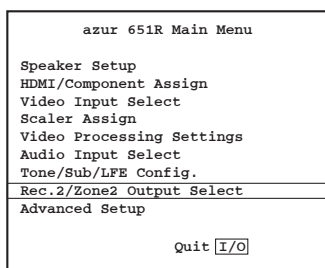 azur 651R Main Menu
Speaker Setup
HDMI/Component Assign
Video Input Select
Scaler Assign
Video Processing Settings
Audio Input Select
Tone/Sub/LFE Config.
Rec.2/Zone2 Output Select
Advanced Setup
Quit I/O